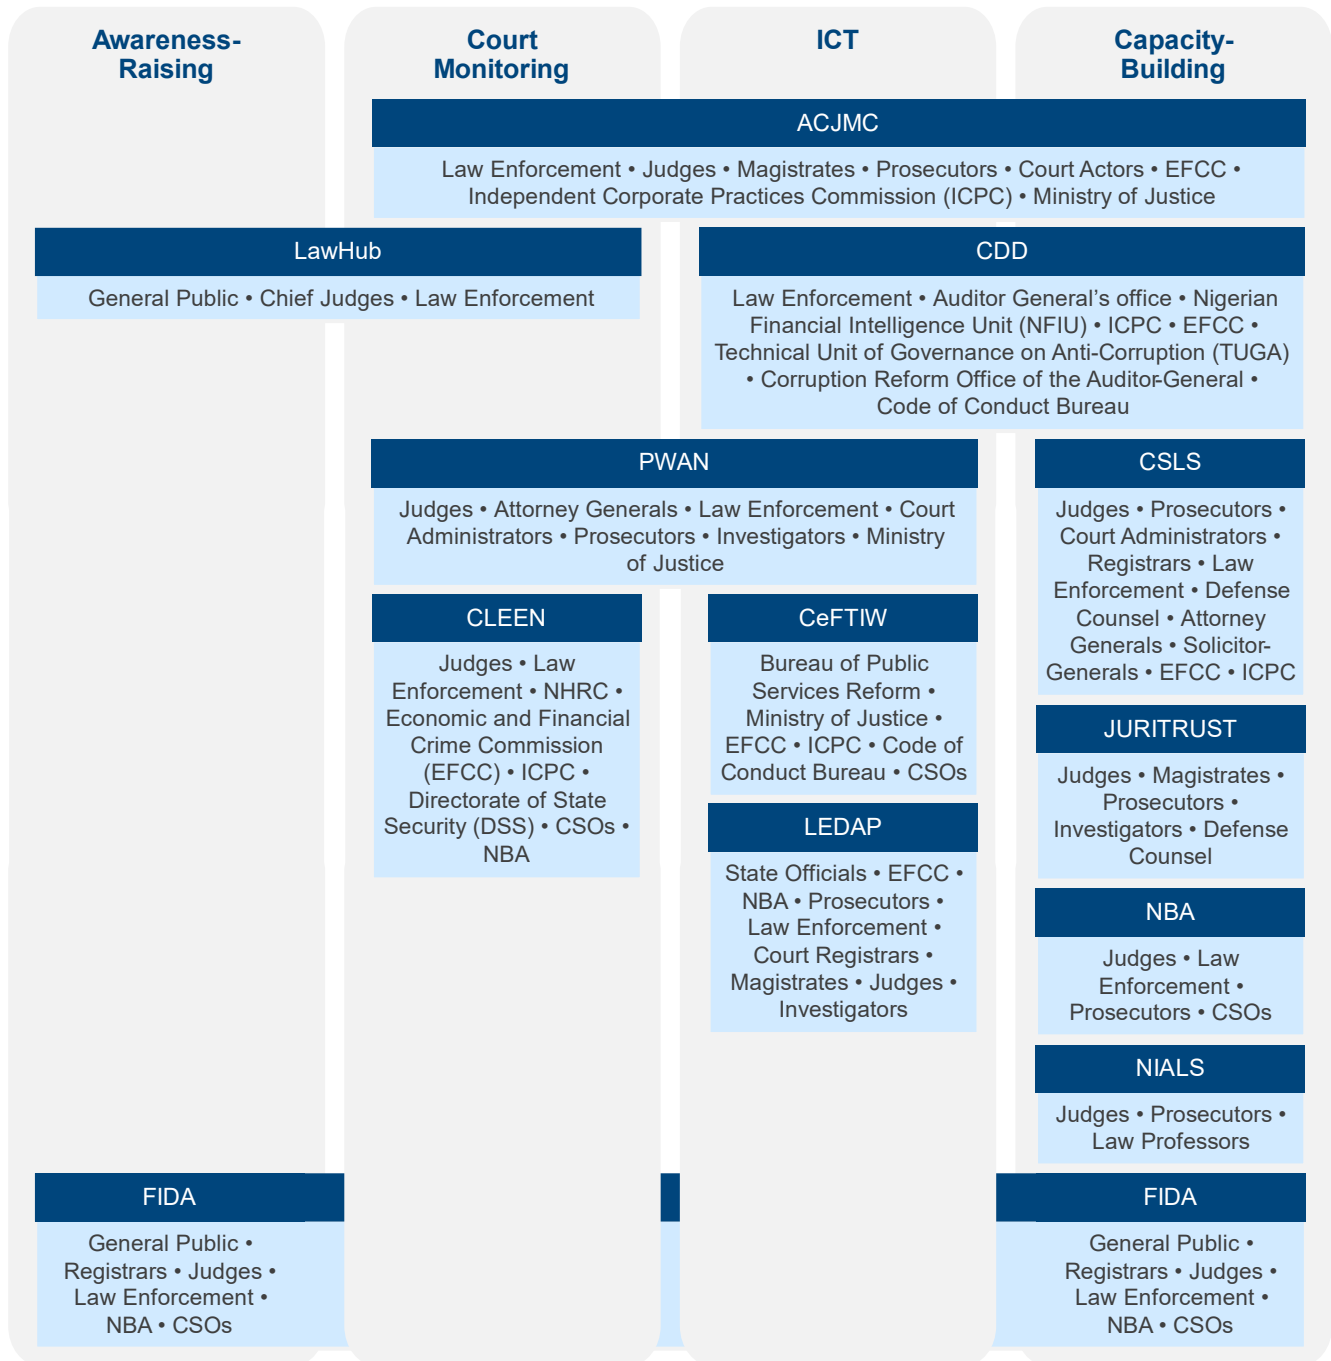 Awareness-
Raising
Court
Monitoring
ICT
Capacity-
Building
ACJMC
Law Enforcement • Judges • Magistrates • Prosecutors • Court Actors • EFCC •
Independent Corporate Practices Commission (ICPC) • Ministry of Justice
LawHub
General Public • Chief Judges • Law Enforcement
CDD
Law Enforcement • Auditor General’s office • Nigerian
Financial Intelligence Unit (NFIU) • ICPC • EFCC •
Technical Unit of Governance on Anti-Corruption (TUGA)
• Corruption Reform Office of the Auditor-General •
Code of Conduct Bureau
PWAN
Judges • Attorney Generals • Law Enforcement • Court
Administrators • Prosecutors • Investigators • Ministry
of Justice
CSLS
Judges • Prosecutors •
Court Administrators •
Registrars • Law
Enforcement • Defense
Counsel • Attorney
Generals • Solicitor-
Generals • EFCC • ICPC
CLEEN
Judges • Law
Enforcement • NHRC •
Economic and Financial
Crime Commission
(EFCC) • ICPC •
Directorate of State
Security (DSS) • CSOs •
NBA
CeFTIW
Bureau of Public
Services Reform •
Ministry of Justice •
EFCC • ICPC • Code of
Conduct Bureau • CSOs
JURITRUST
Judges • Magistrates •
Prosecutors •
Investigators • Defense
Counsel
LEDAP
State Officials • EFCC •
NBA • Prosecutors •
Law Enforcement •
Court Registrars •
Magistrates • Judges •
Investigators
NBA
Judges • Law
Enforcement •
Prosecutors • CSOs
NIALS
Judges • Prosecutors •
Law Professors
FIDA
General Public •
Registrars • Judges •
Law Enforcement •
NBA • CSOs
FIDA
General Public •
Registrars • Judges •
Law Enforcement •
NBA • CSOs